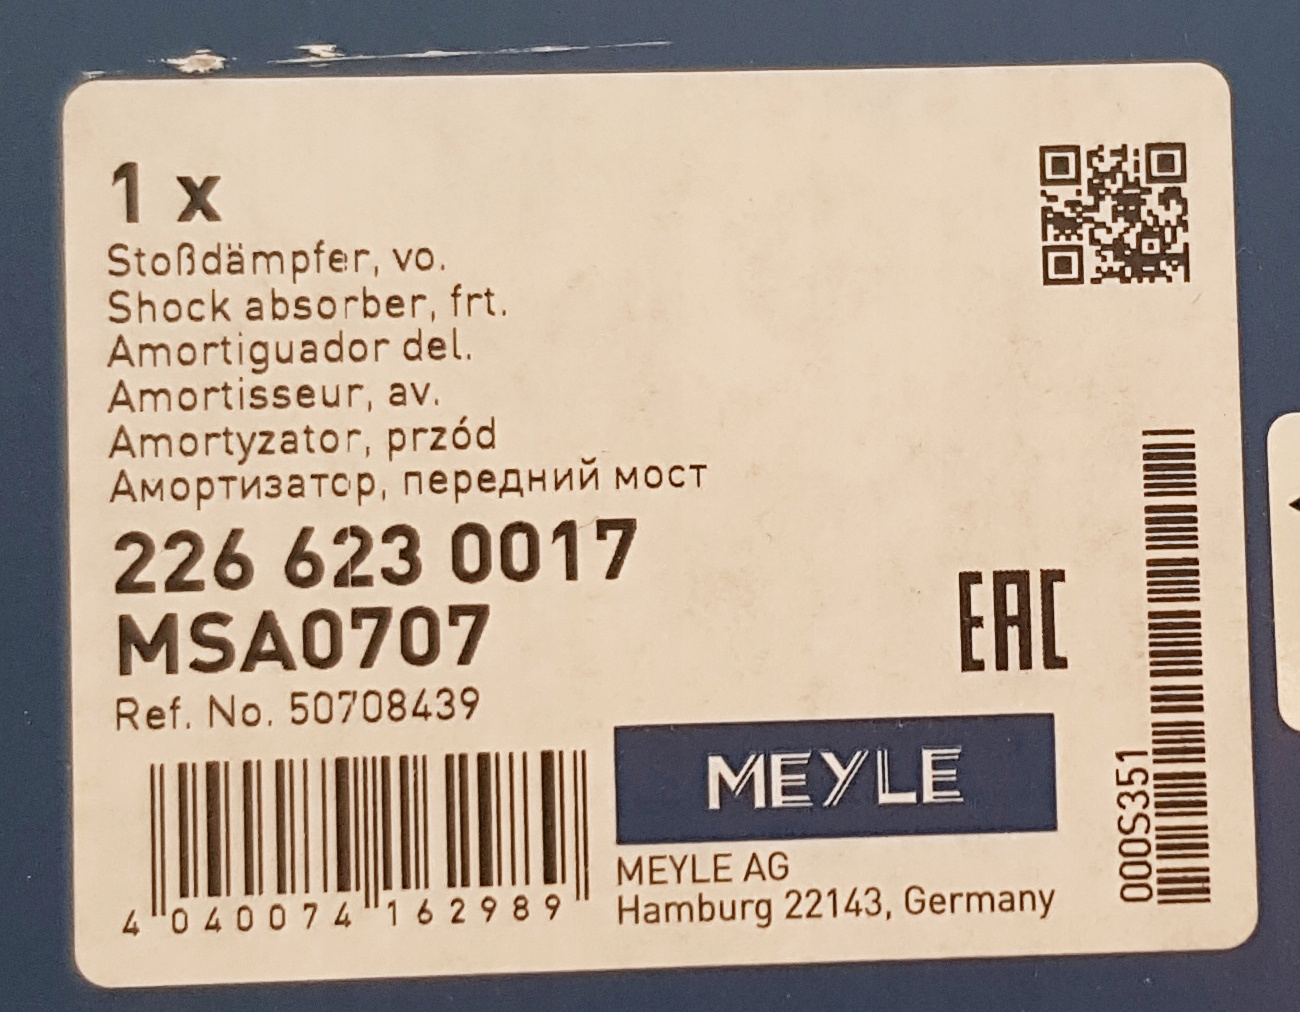 1 x
Stoßdämpfer, vo.
Shock absorber, frt.
Amortiguador del.
Amortisseur, av.
Amortyzator, przód
Амортизатор, передний мост
226 623 0017
MSA0707
Ref. No. 50708439
4 040074 162989
EAC
MEYLE
MEYLE AG
Hamburg 22143, Germany
000S351